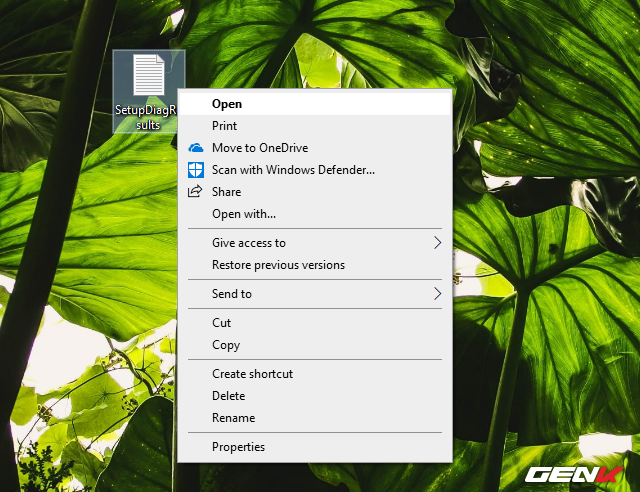 SetupDiagR
esults
Open
Print
Move to OneDrive
Scan with Windows Defender...
Share
Open with...
Give access to
Restore previous versions
Send to
Cut
Copy
Create shortcut
Delete
Rename
Properties
GENK